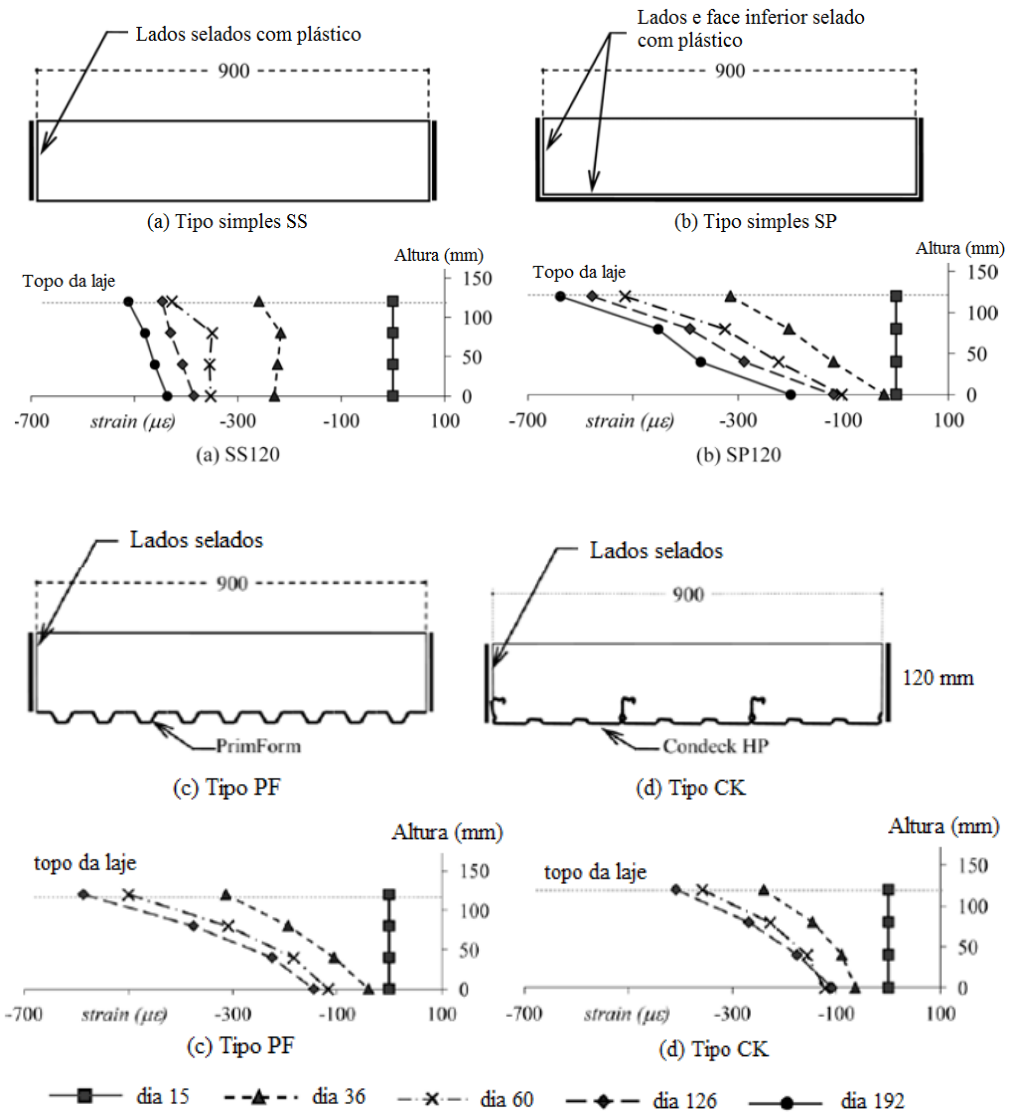 Lados selados com plástico
900
(a) Tipo simples SS
Lados e face inferior selado
com plástico
900
(b) Tipo simples SP
Topo da laje
Altura (mm)
150
100
50
0
-700
strain (με)
-300
-100
100
(a) SS120
Topo da laje
Altura (mm)
150
100
50
0
-700
strain (με)
-300
-100
100
(b) SP120
Lados selados
900
PrimForm
(c) Tipo PF
Lados selados
900
120 mm
Condeck HP
(d) Tipo CK
topo da laje
Altura (mm)
150
100
50
0
-700
strain (με)
-300
-100
100
(c) Tipo PF
topo da laje
Altura (mm)
150
100
50
0
-700
strain (με)
-300
-100
100
(d) Tipo CK
dia 15
dia 36
dia 60
dia 126
dia 192